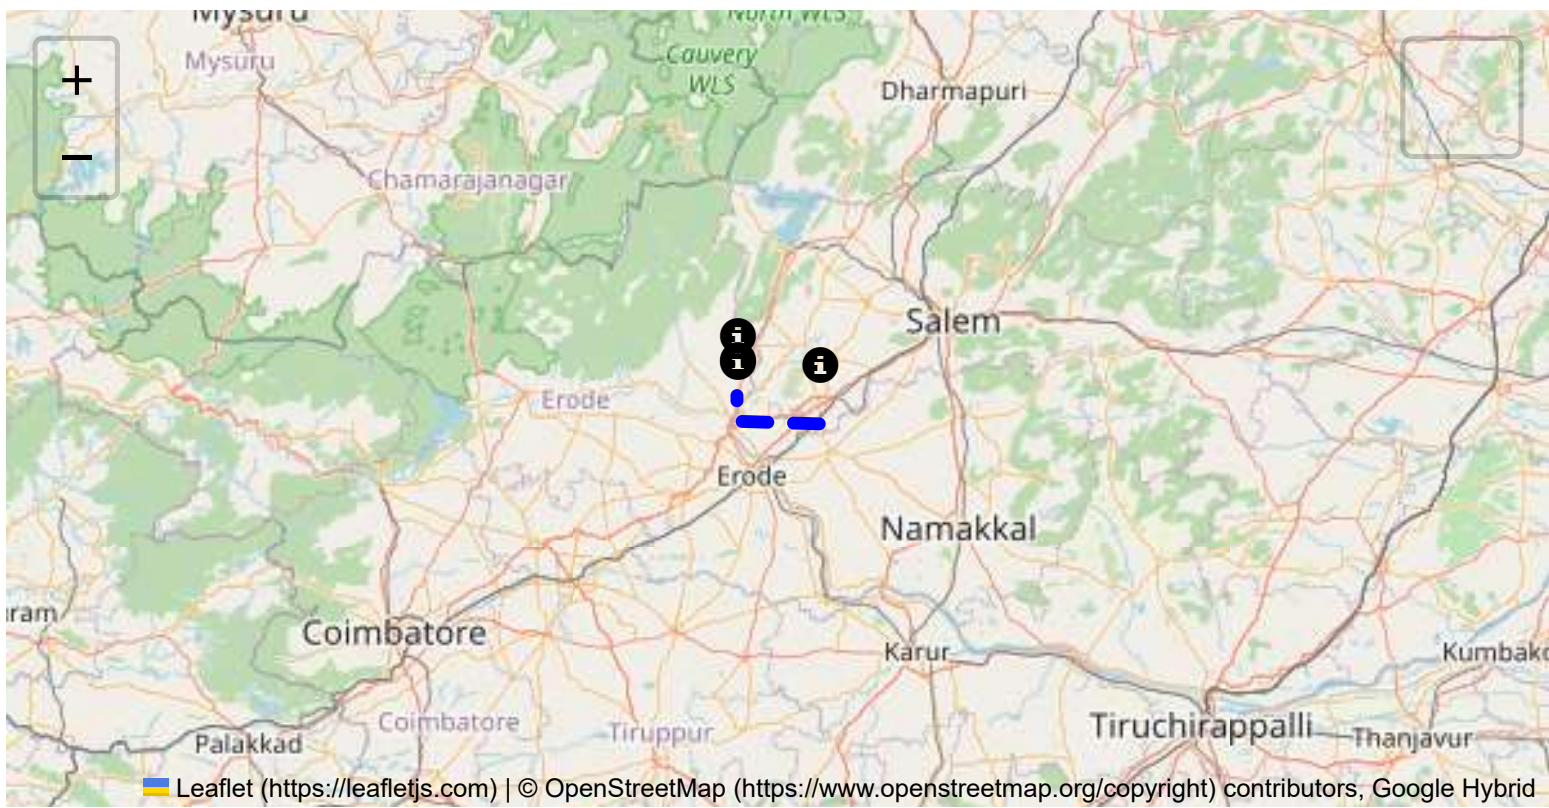 Mysuru
North WLS
Mysuru
Cauvery
WLS
+
Dharmapuri
−
Chamarajanagar
Salem
i
i
i
Erode
Erode
Namakkal
Coimbatore
Karur
Coimbatore
Tiruppur
Tiruchirappalli
Palakkad
Thanjavur
Leaflet (https://leafletjs.com) | © OpenStreetMap (https://www.openstreetmap.org/copyright) contributors, Google Hybrid